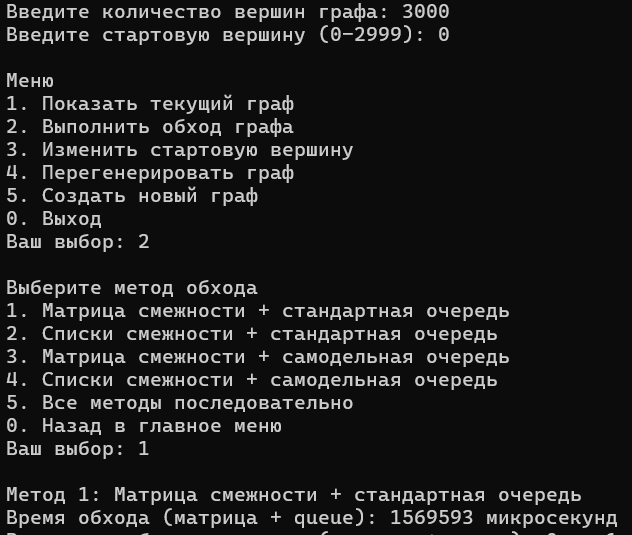 Введите количество вершин графа: 3000
Введите стартовую вершину (0-2999): 0
Меню
1. Показать текущий граф
2. Выполнить обход графа
3. Изменить стартовую вершину
4. Перегенерировать граф
5. Создать новый граф
0. Выход
Ваш выбор: 2
Выберите метод обхода
1. Матрица смежности + стандартная очередь
2. Списки смежности + стандартная очередь
3. Матрица смежности + самодельная очередь
4. Списки смежности + самодельная очередь
5. Все методы последовательно
0. Назад в главное меню
Ваш выбор: 1
Метод 1: Матрица смежности + стандартная очередь
Время обхода (матрица + queue): 1569593 микросекунд